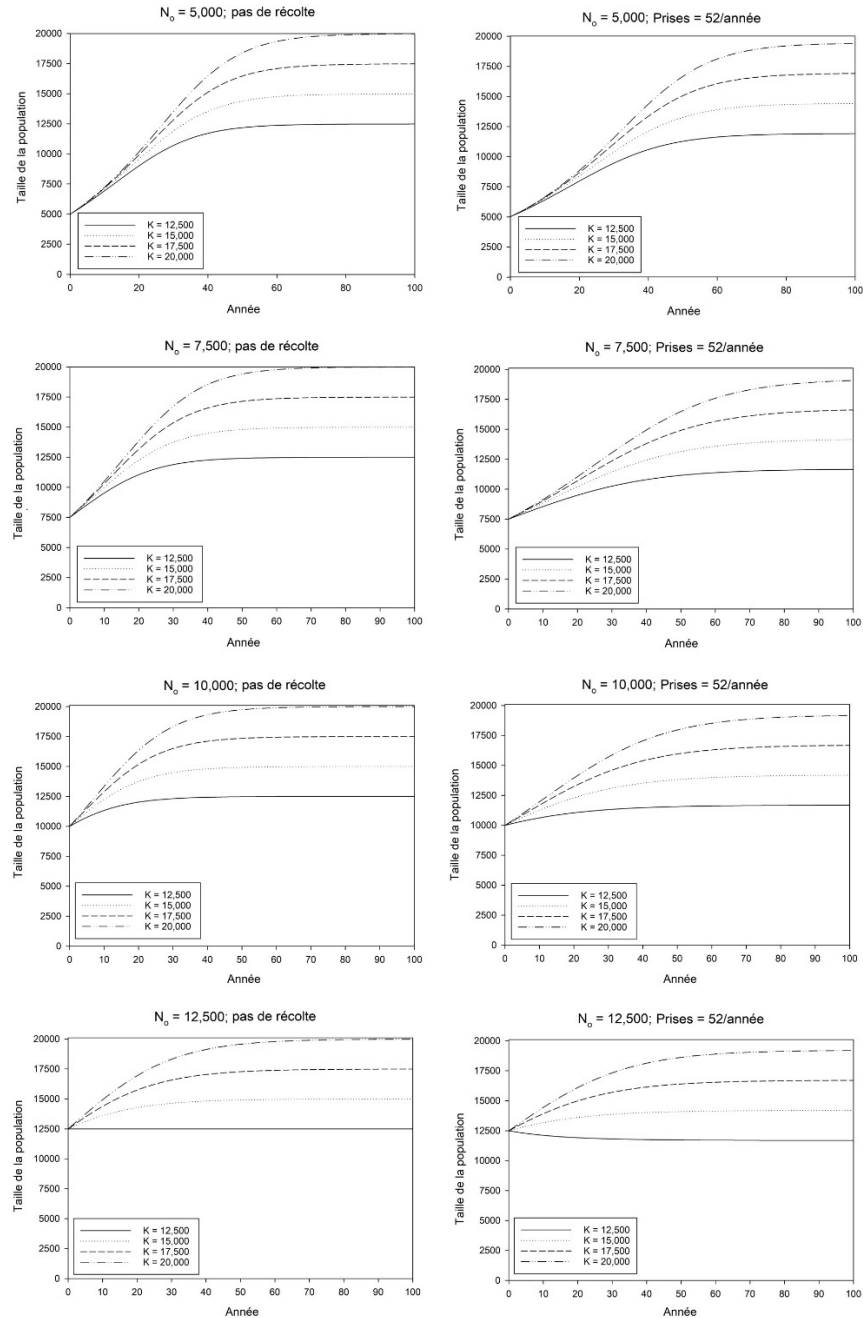 N₀ = 5,000; pas de récolte
Taille de la population
20000
17500
15000
12500
10000
7500
5000
2500
0
K = 12,500
K = 15,000
K = 17,500
K = 20,000
0 20 40 60 80 100
Année
N₀ = 5,000; Prises = 52/année
Taille de la population
20000
17500
15000
12500
10000
7500
5000
2500
0
K = 12,500
K = 15,000
K = 17,500
K = 20,000
0 20 40 60 80 100
Année
N₀ = 7,500; pas de récolte
Taille de la population
20000
17500
15000
12500
10000
7500
5000
2500
0
K = 12,500
K = 15,000
K = 17,500
K = 20,000
0 10 20 30 40 50 60 70 80 90 100
Année
N₀ = 7,500; Prises = 52/année
Taille de la population
20000
17500
15000
12500
10000
7500
5000
2500
0
K = 12,500
K = 15,000
K = 17,500
K = 20,000
0 10 20 30 40 50 60 70 80 90 100
Année
N₀ = 10,000; pas de récolte
Taille de la population
20000
17500
15000
12500
10000
7500
5000
2500
0
K = 12,500
K = 15,000
K = 17,500
K = 20,000
0 10 20 30 40 50 60 70 80 90 100
Année
N₀ = 10,000; Prises = 52/année
Taille de la population
20000
17500
15000
12500
10000
7500
5000
2500
0
K = 12,500
K = 15,000
K = 17,500
K = 20,000
0 10 20 30 40 50 60 70 80 90 100
Année
N₀ = 12,500; pas de récolte
Taille de la population
20000
17500
15000
12500
10000
7500
5000
2500
0
K = 12,500
K = 15,000
K = 17,500
K = 20,000
0 10 20 30 40 50 60 70 80 90 100
Année
N₀ = 12,500; Prises = 52/année
Taille de la population
20000
17500
15000
12500
10000
7500
5000
2500
0
K = 12,500
K = 15,000
K = 17,500
K = 20,000
0 10 20 30 40 50 60 70 80 90 100
Année